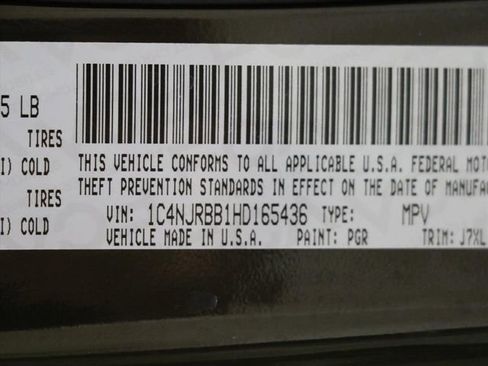 5 LB
TIRES
I) COLD
TIRES
I) COLD
THIS VEHICLE CONFORMS TO ALL APPLICABLE U.S.A. FEDERAL MOT
THEFT PREVENTION STANDARDS IN EFFECT ON THE DATE OF MANUFA
VIN: 1C4NJRBB1HD165436 TYPE: MPV
VEHICLE MADE IN U.S.A. PAINT: PGR TRIM: J7XL